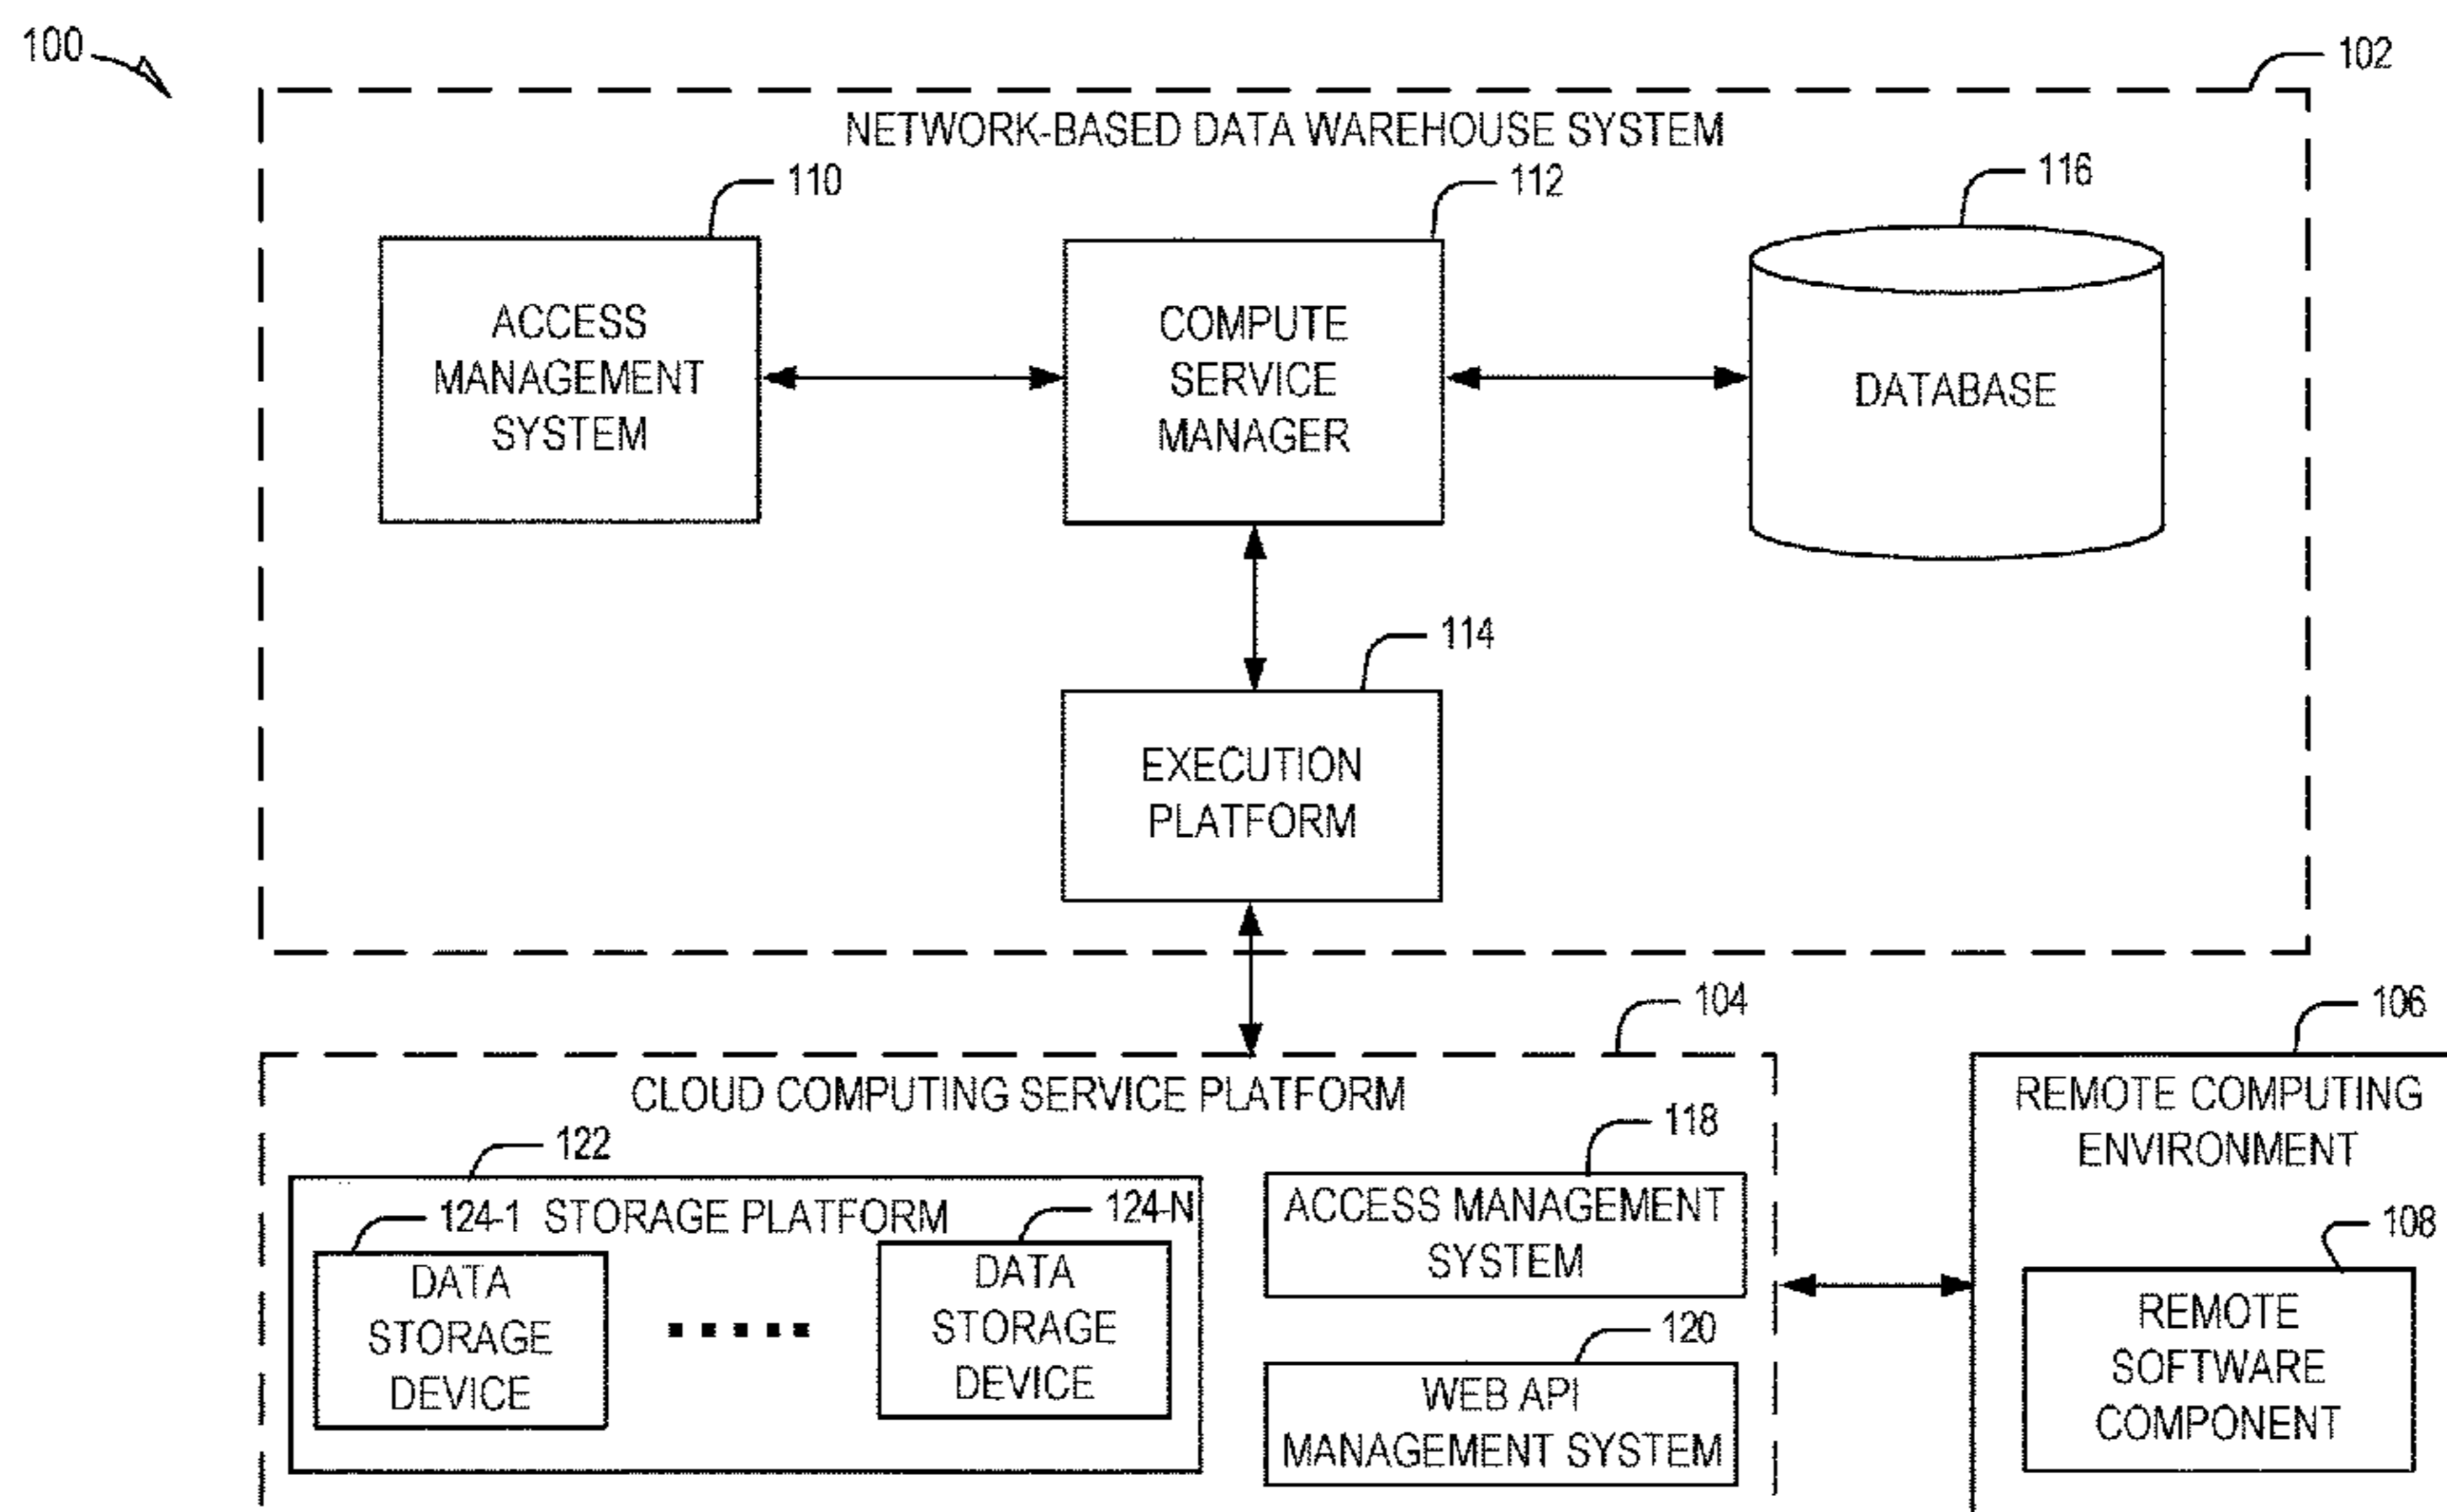 100
102
NETWORK-BASED DATA WAREHOUSE SYSTEM
110
112
116
ACCESS
MANAGEMENT
SYSTEM
COMPUTE
SERVICE
MANAGER
DATABASE
114
EXECUTION
PLATFORM
104
106
CLOUD COMPUTING SERVICE PLATFORM
122
124-1 STORAGE PLATFORM
124-N
DATA
STORAGE
DEVICE
DATA
STORAGE
DEVICE
118
ACCESS MANAGEMENT
SYSTEM
120
WEB API
MANAGEMENT SYSTEM
REMOTE COMPUTING
ENVIRONMENT
108
REMOTE
SOFTWARE
COMPONENT